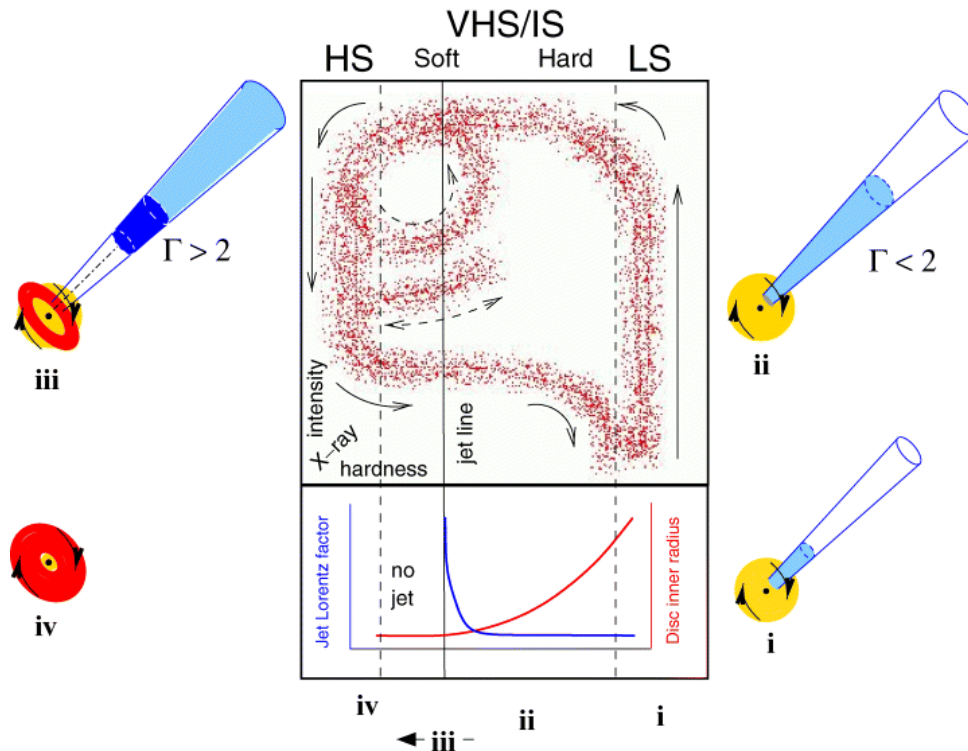 VHS/IS
HS Soft Hard LS
Γ > 2
Γ < 2
iii
ii
X-ray
intensity
hardness
jet line
Jet Lorentz factor
no
jet
Disc inner radius
iv
i
iv
ii
i
iii